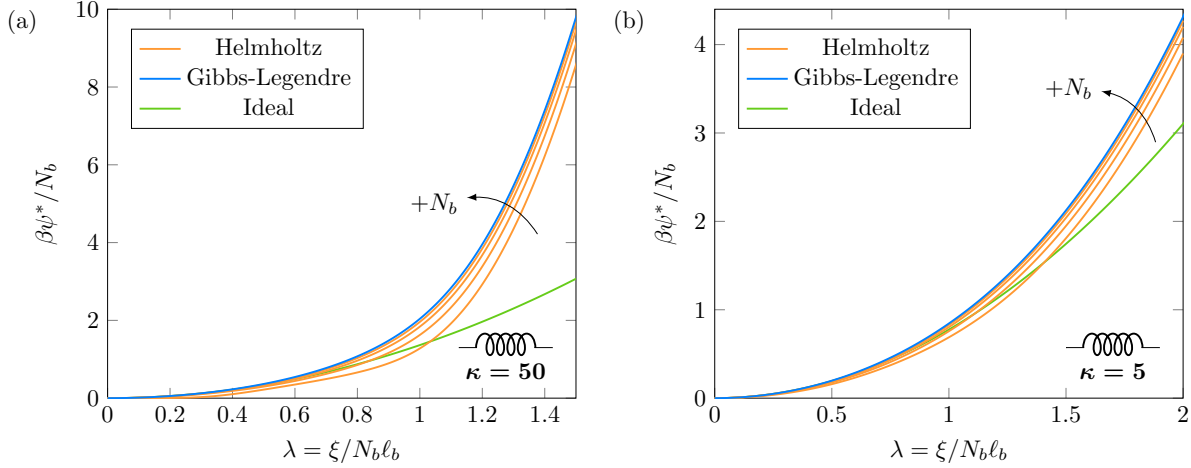 (a)
10
8
6
4
2
0
βψ*/N_b
Helmholtz
Gibbs-Legendre
Ideal
+N_b
κ = 50
0 0.2 0.4 0.6 0.8 1 1.2 1.4
λ = ξ/N_bℓ_b
(b)
4
3
2
1
0
βψ*/N_b
Helmholtz
Gibbs-Legendre
Ideal
+N_b
κ = 5
0 0.5 1 1.5 2
λ = ξ/N_bℓ_b